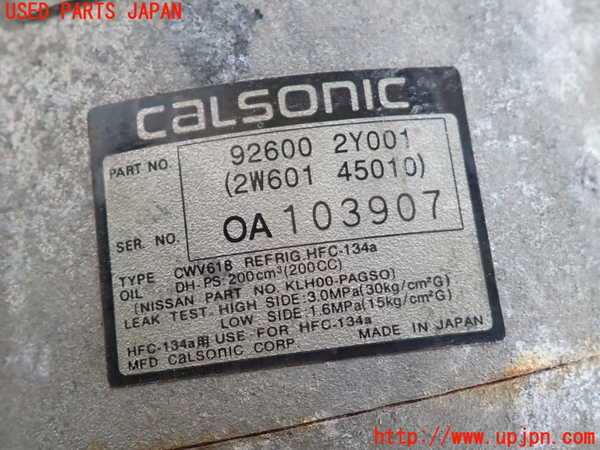 USED PARTS JAPAN
CALSONIC
PART NO. 92600 2Y001
(2W601 45010)
SER. NO. OA103907
TYPE CWV618 REFRIG. HFC-134a
OIL DH-PS: 200cm³(200CC)
(NISSAN PART NO. KLH00-PAGSO)
LEAK TEST. HIGH SIDE: 3.0MPa(30kg/cm²G)
LOW SIDE: 1.6MPa(15kg/cm²G)
HFC-134a用 USE FOR HFC-134a
MFD CALSONIC CORP. MADE IN JAPAN
Ekuran
http://www.upjpn.com/